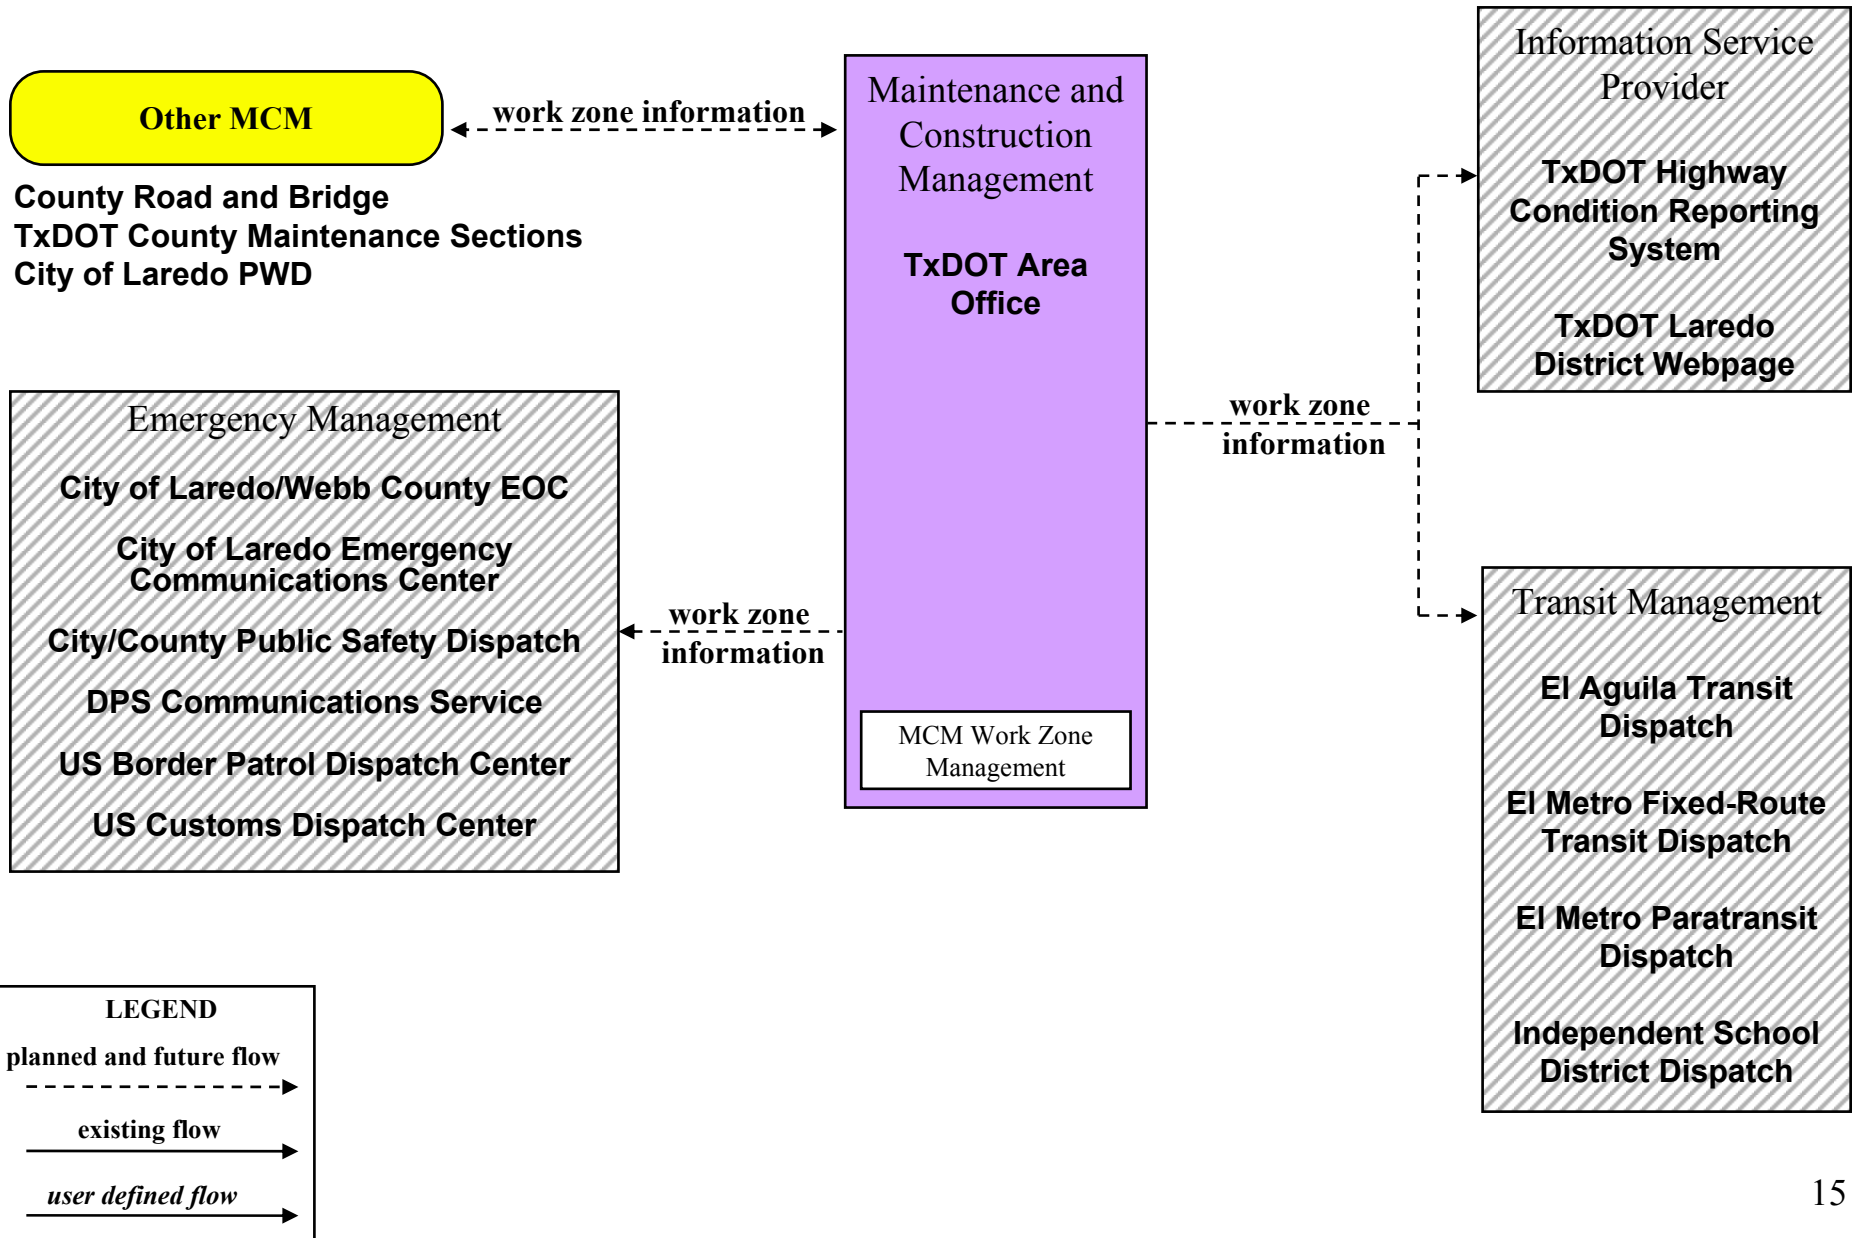 Other MCM
County Road and Bridge
TxDOT County Maintenance Sections
City of Laredo PWD
work zone information
Maintenance and
Construction
Management
TxDOT Area
Office
MCM Work Zone
Management
Information Service
Provider
TxDOT Highway
Condition Reporting
System
TxDOT Laredo
District Webpage
work zone
information
Emergency Management
City of Laredo/Webb County EOC
City of Laredo Emergency
Communications Center
City/County Public Safety Dispatch
DPS Communications Service
US Border Patrol Dispatch Center
US Customs Dispatch Center
work zone
information
Transit Management
El Aguila Transit
Dispatch
El Metro Fixed-Route
Transit Dispatch
El Metro Paratransit
Dispatch
Independent School
District Dispatch
LEGEND
planned and future flow
existing flow
user defined flow
15